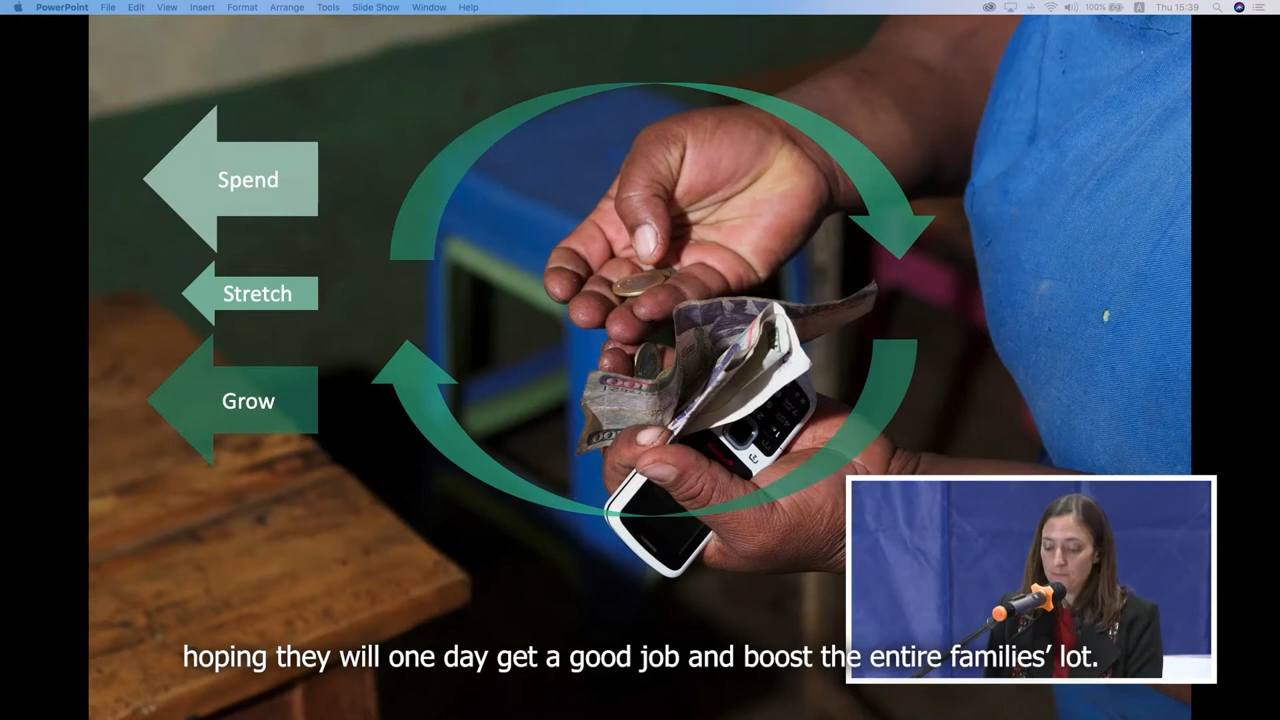 PowerPoint File Edit View Insert Format Arrange Tools Slide Show Window Help 100% A Thu 15:39
Spend
Stretch
Grow
100
hoping they will one day get a good job and boost the entire families’ lot.